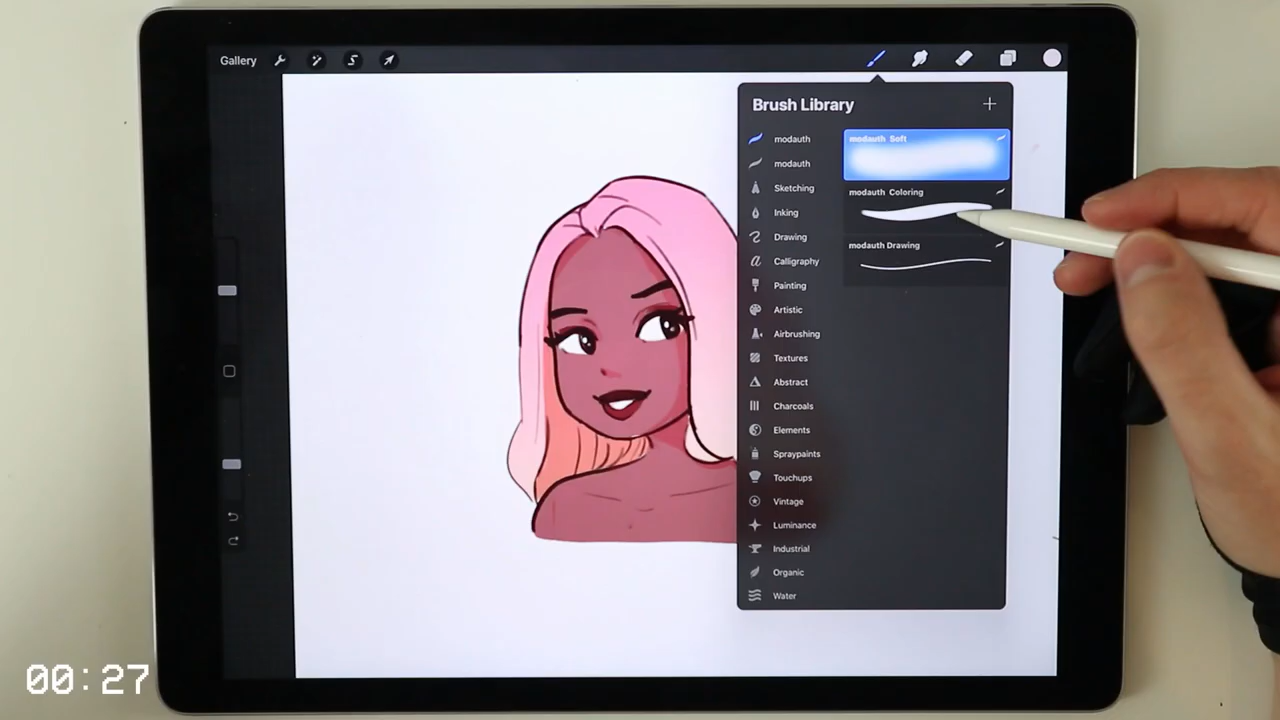 Gallery
Brush Library
modauth
modauth
Sketching
Inking
Drawing
Calligraphy
Painting
Artistic
Airbrushing
Textures
Abstract
Charcoals
Elements
Spraypaints
Touchups
Vintage
Luminance
Industrial
Organic
Water
modauth Soft
modauth Coloring
modauth Drawing
00:27